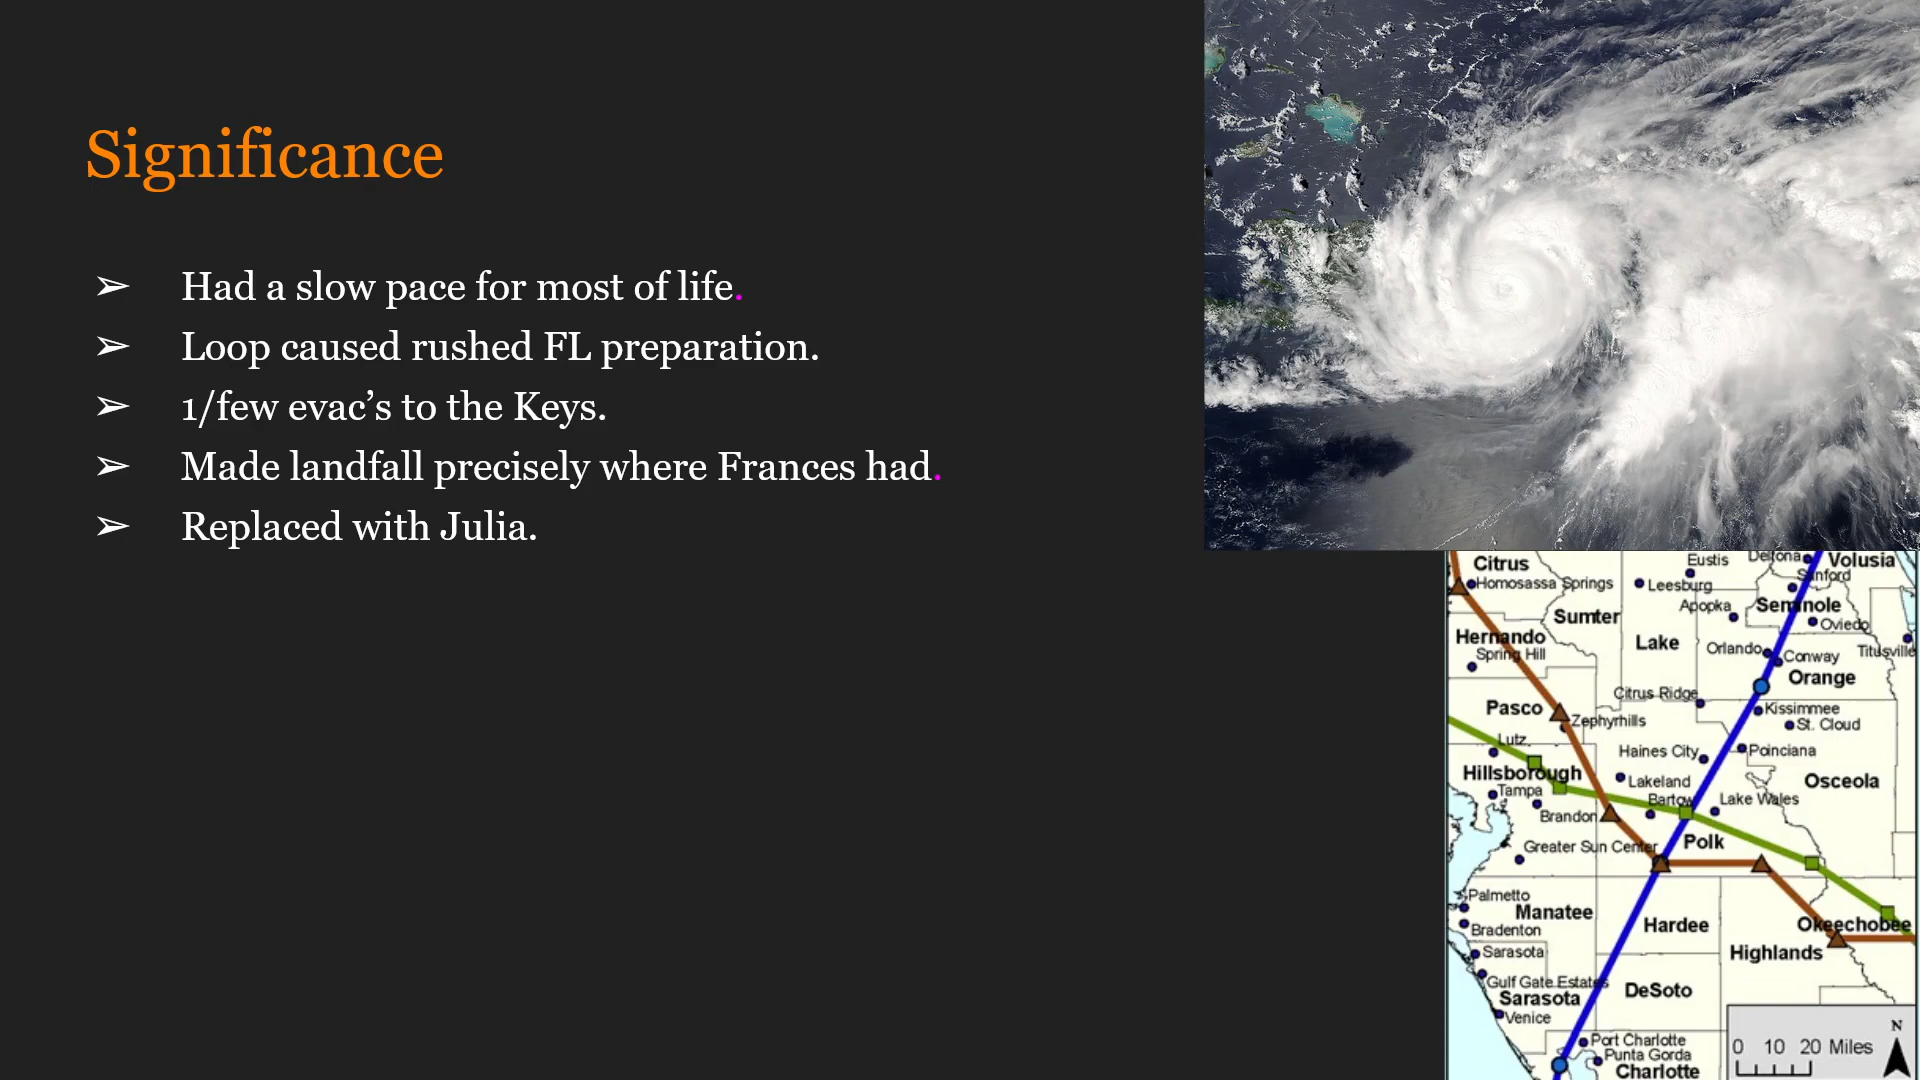 Significance
➢ Had a slow pace for most of life.
➢ Loop caused rushed FL preparation.
➢ 1/few evac’s to the Keys.
➢ Made landfall precisely where Frances had.
➢ Replaced with Julia.
Citrus
Homosassa Springs
Eustis
Deltona
Volusia
Leesburg
Sanford
Apopka
Seminole
Sumter
Oviedo
Hernando
Lake
Spring Hill
Orlando
Conway
Titusville
Orange
Citrus Ridge
Pasco
Zephyrhills
Kissimmee
St. Cloud
Lutz
Haines City
Poinciana
Hillsborough
Lakeland
Osceola
Tampa
Bartow
Lake Wales
Brandon
Greater Sun Center
Polk
Palmetto
Manatee
Hardee
Okeechobee
Bradenton
Highlands
Sarasota
Gulf Gate Estates
DeSoto
Sarasota
Venice
Port Charlotte
Punta Gorda
Charlotte
N
0 10 20 Miles